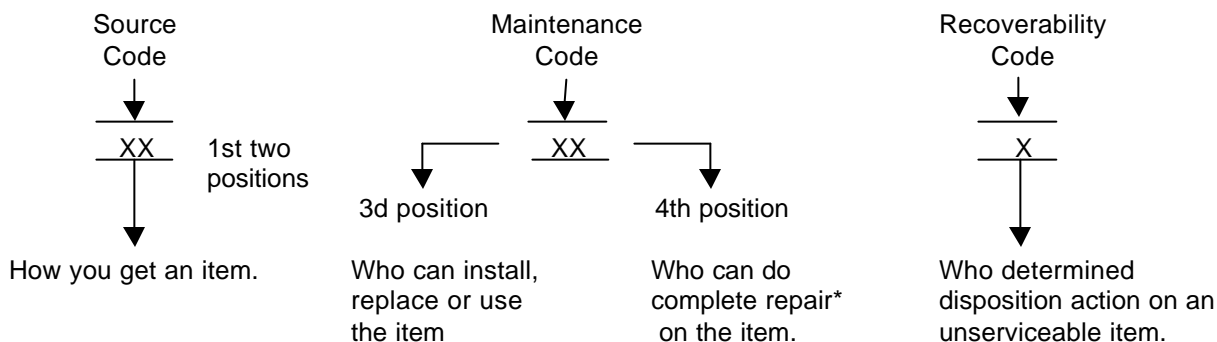 Source
Code
XX
1st two
positions
How you get an item.
Maintenance
Code
XX
3d position
4th position
Who can install,
replace or use
the item
Who can do
complete repair*
on the item.
Recoverability
Code
X
Who determined
disposition action on an
unserviceable item.